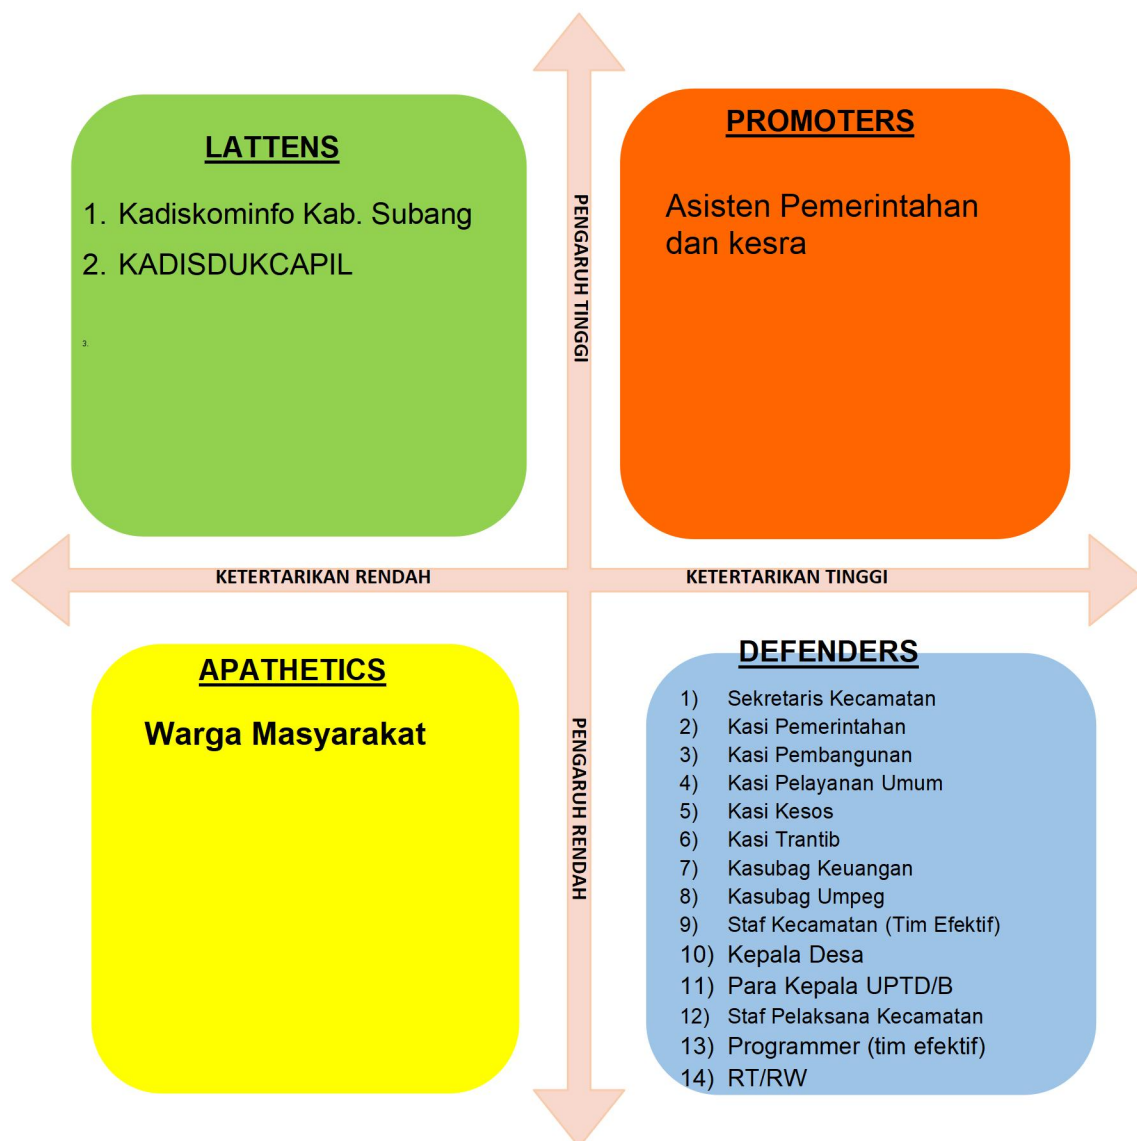 LATTENS
1. Kadiskominfo Kab. Subang
2. KADISDUKCAPIL
3.
PROMOTERS
Asisten Pemerintahan
dan kesra
PENGARUH TINGGI
KETERTARIKAN RENDAH
KETERTARIKAN TINGGI
APATHETICS
Warga Masyarakat
PENGARUH RENDAH
DEFENDERS
1) Sekretaris Kecamatan
2) Kasi Pemerintahan
3) Kasi Pembangunan
4) Kasi Pelayanan Umum
5) Kasi Kesos
6) Kasi Trantib
7) Kasubag Keuangan
8) Kasubag Umpeg
9) Staf Kecamatan (Tim Efektif)
10) Kepala Desa
11) Para Kepala UPTD/B
12) Staf Pelaksana Kecamatan
13) Programmer (tim efektif)
14) RT/RW